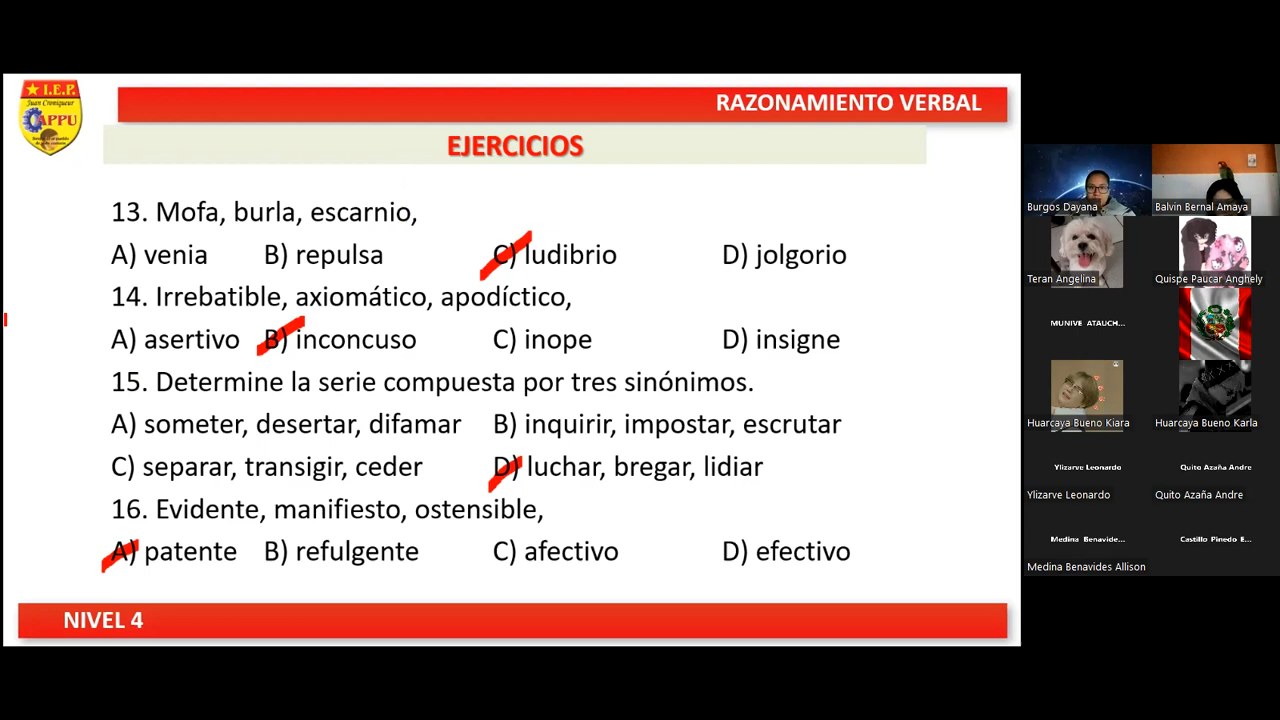 I.E.P.
Juan Croniqueur
APPU
RAZONAMIENTO VERBAL
EJERCICIOS
13. Mofa, burla, escarnio,
A) venia B) repulsa C) ludibrio D) jolgorio
14. Irrebatible, axiomático, apodíctico,
A) asertivo B) inconcuso C) inope D) insigne
15. Determine la serie compuesta por tres sinónimos.
A) someter, desertar, difamar B) inquirir, impostar, escrutar
C) separar, transigir, ceder D) luchar, bregar, lidiar
16. Evidente, manifiesto, ostensible,
A) patente B) refulgente C) afectivo D) efectivo
NIVEL 4
Burgos Dayana Balvin Bernal Amaya
Teran Angelina Quispe Paucar Anghely
MUNIVE ATAUCH...
Huarcaya Bueno Kiara Huarcaya Bueno Karla
Ylizarve Leonardo Quito Azaña Andre
Ylizarve Leonardo Quito Azaña Andre
Medina Benavide... Castillo Pinedo E...
Medina Benavides Allison